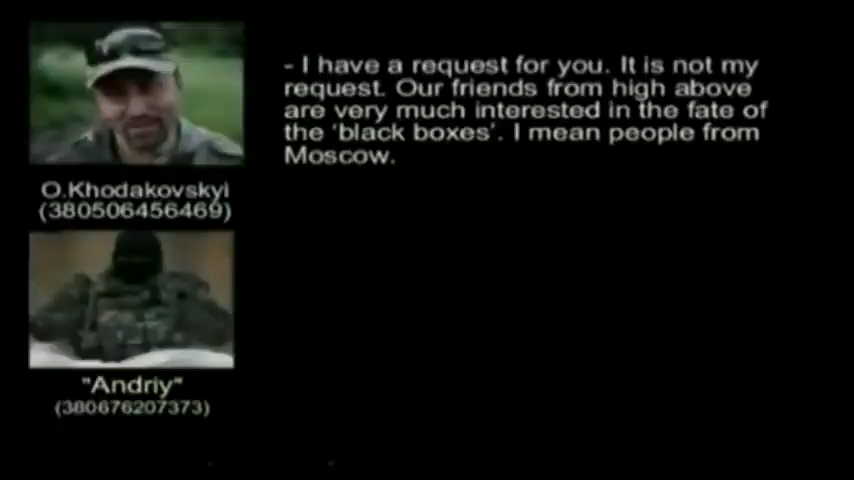 - I have a request for you. It is not my
request. Our friends from high above
are very much interested in the fate of
the 'black boxes'. I mean people from
Moscow.
O.Khodakovskyi
(380506456469)
"Andriy"
(380676207373)